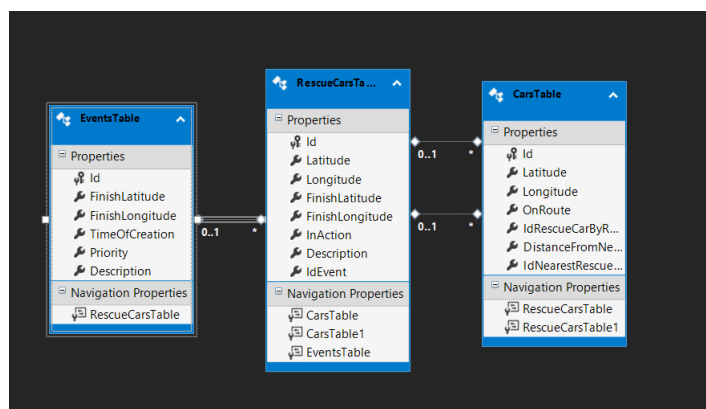 EventsTable
Properties
Id
FinishLatitude
FinishLongitude
TimeOfCreation
Priority
Description
Navigation Properties
RescueCarsTable
0..1
*
RescueCarsTa...
Properties
Id
Latitude
Longitude
FinishLatitude
FinishLongitude
InAction
Description
IdEvent
Navigation Properties
CarsTable
CarsTable1
EventsTable
0..1
*
0..1
*
CarsTable
Properties
Id
Latitude
Longitude
OnRoute
IdRescueCarByR...
DistanceFromNe...
IdNearestRescue...
Navigation Properties
RescueCarsTable
RescueCarsTable1